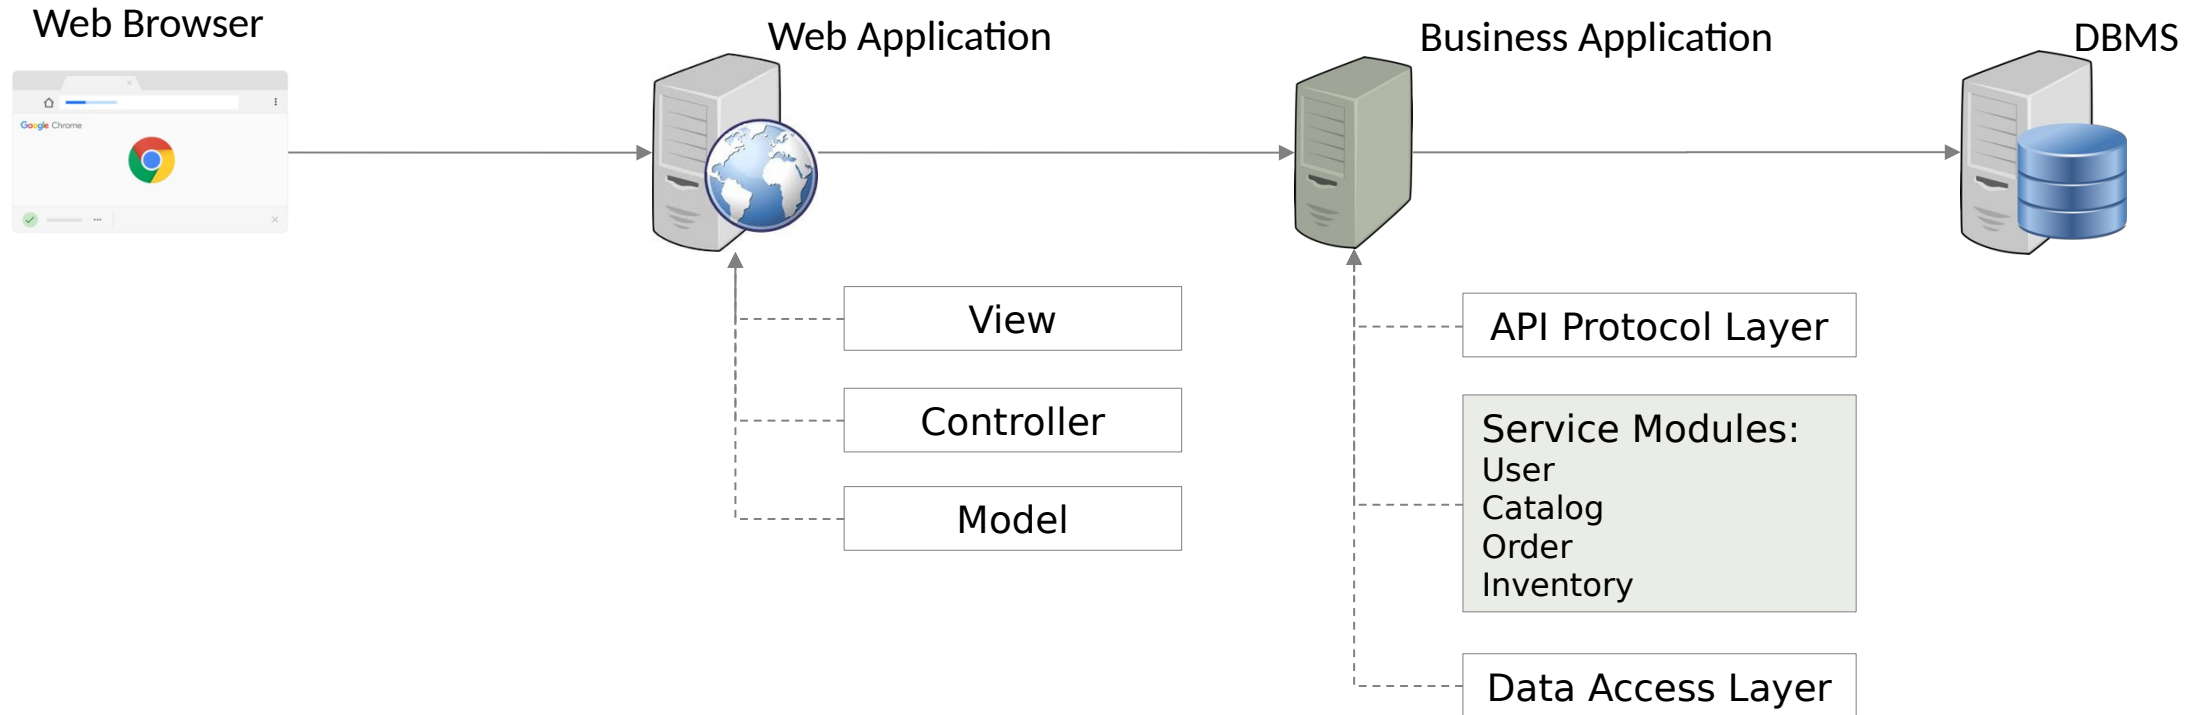 Web Browser
Web Application
Business Application
DBMS
Google Chrome
View
Controller
Model
API Protocol Layer
Service Modules:
User
Catalog
Order
Inventory
Data Access Layer